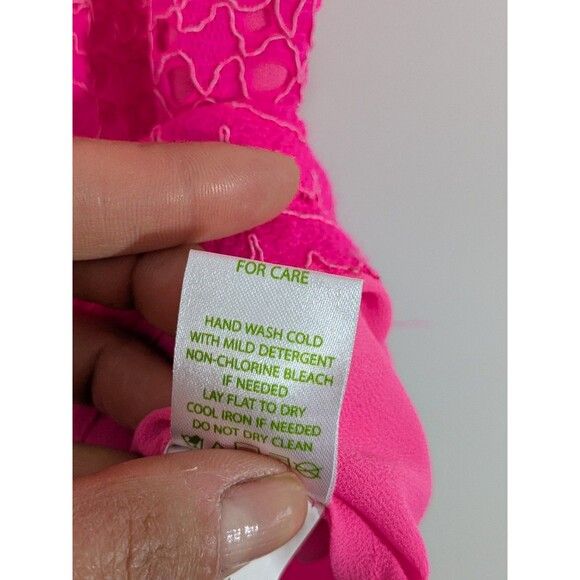 FOR CARE
HAND WASH COLD
WITH MILD DETERGENT
NON-CHLORINE BLEACH
IF NEEDED
LAY FLAT TO DRY
COOL IRON IF NEEDED
DO NOT DRY CLEAN